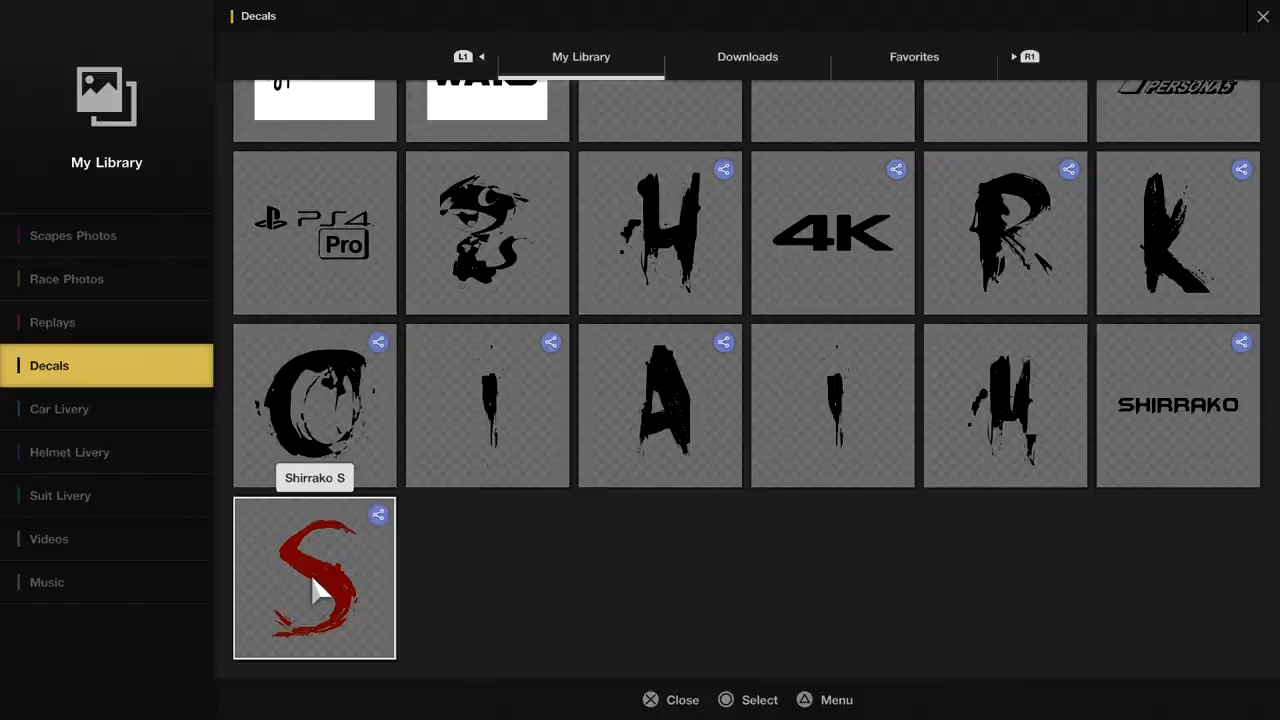 Decals
L1 My Library Downloads Favorites R1
My Library
PERSONA5
PS4
Pro
H
4K
R
K
Scapes Photos
Race Photos
Replays
Decals
Car Livery
Helmet Livery
Suit Livery
Videos
Music
O
I
A
I
H
SHIRRAKO
Shirrako S
S
Close Select Menu